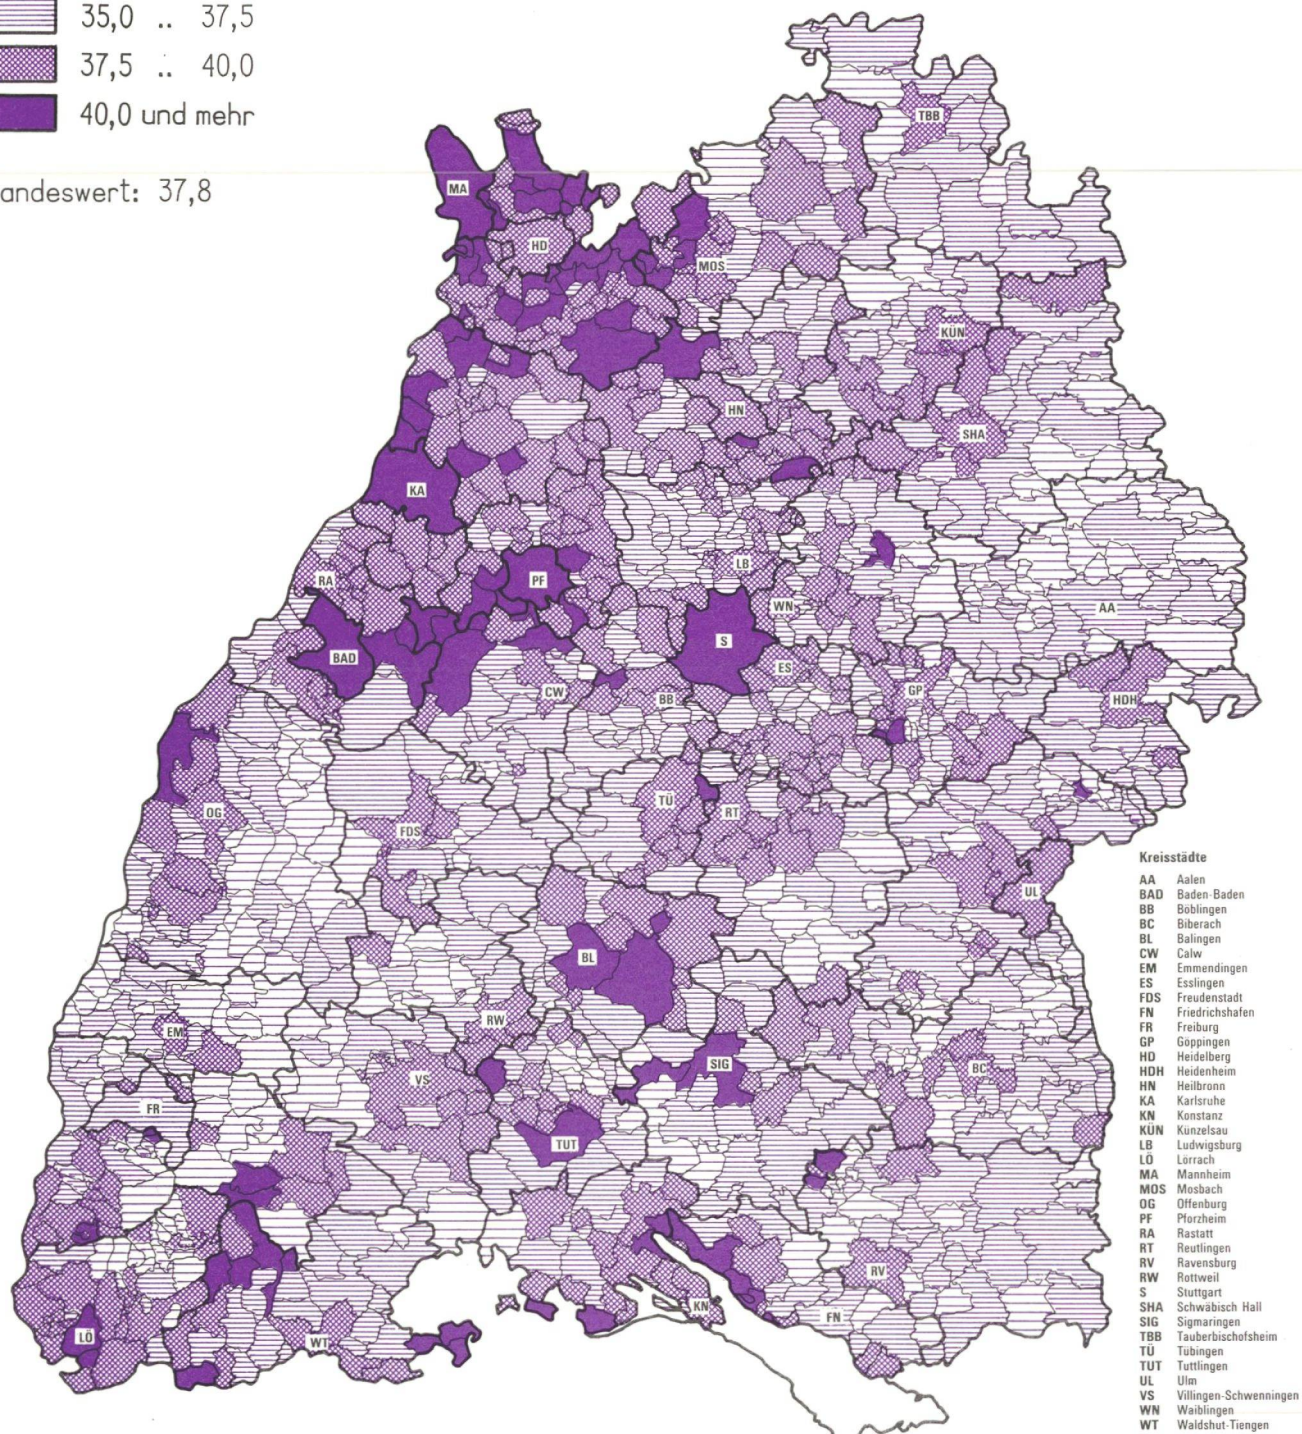 35,0 .. 37,5
37,5 .. 40,0
40,0 und mehr
andeswert: 37,8
TBB
MA
HD
MOS
KÜN
HN
SHA
KA
LB
RA
PF
WN
AA
S
BAD
ES
CW
BB
GP
HDH
TÜ
RT
OG
FDS
UL
BL
RW
EM
SIG
BC
VS
FR
TUT
RV
KN
FN
LÖ
WT
Kreisstädte
AA Aalen
BAD Baden-Baden
BB Böblingen
BC Biberach
BL Balingen
CW Calw
EM Emmendingen
ES Esslingen
FDS Freudenstadt
FN Friedrichshafen
FR Freiburg
GP Göppingen
HD Heidelberg
HDH Heidenheim
HN Heilbronn
KA Karlsruhe
KN Konstanz
KÜN Künzelsau
LB Ludwigsburg
LÖ Lörrach
MA Mannheim
MOS Mosbach
OG Offenburg
PF Pforzheim
RA Rastatt
RT Reutlingen
RV Ravensburg
RW Rottweil
S Stuttgart
SHA Schwäbisch Hall
SIG Sigmaringen
TBB Tauberbischofsheim
TÜ Tübingen
TUT Tuttlingen
UL Ulm
VS Villingen-Schwenningen
WN Waiblingen
WT Waldshut-Tiengen